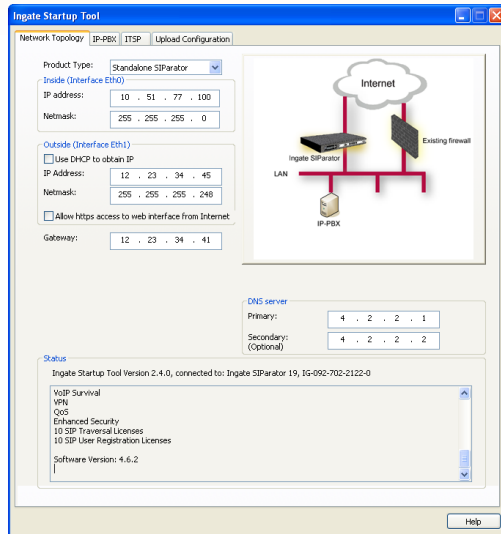 Ingate Startup Tool
Network Topology IP-PBX ITSP Upload Configuration
Product Type: Standalone SIParator
Inside (Interface Eth0)
IP address: 10 . 51 . 77 . 100
Netmask: 255 . 255 . 255 . 0
Outside (Interface Eth1)
Use DHCP to obtain IP
IP Address: 12 . 23 . 34 . 45
Netmask: 255 . 255 . 255 . 248
Allow https access to web interface from Internet
Gateway: 12 . 23 . 34 . 41
Internet
Existing firewall
Ingate SIParator
LAN
IP-PBX
DNS server
Primary: 4 . 2 . 2 . 1
Secondary: 4 . 2 . 2 . 2
(Optional)
Status
Ingate Startup Tool Version 2.4.0, connected to: Ingate SIParator 19, IG-092-702-2122-0
VoIP Survival
VPN
QoS
Enhanced Security
10 SIP Traversal Licenses
10 SIP User Registration Licenses
Software Version: 4.6.2
Help